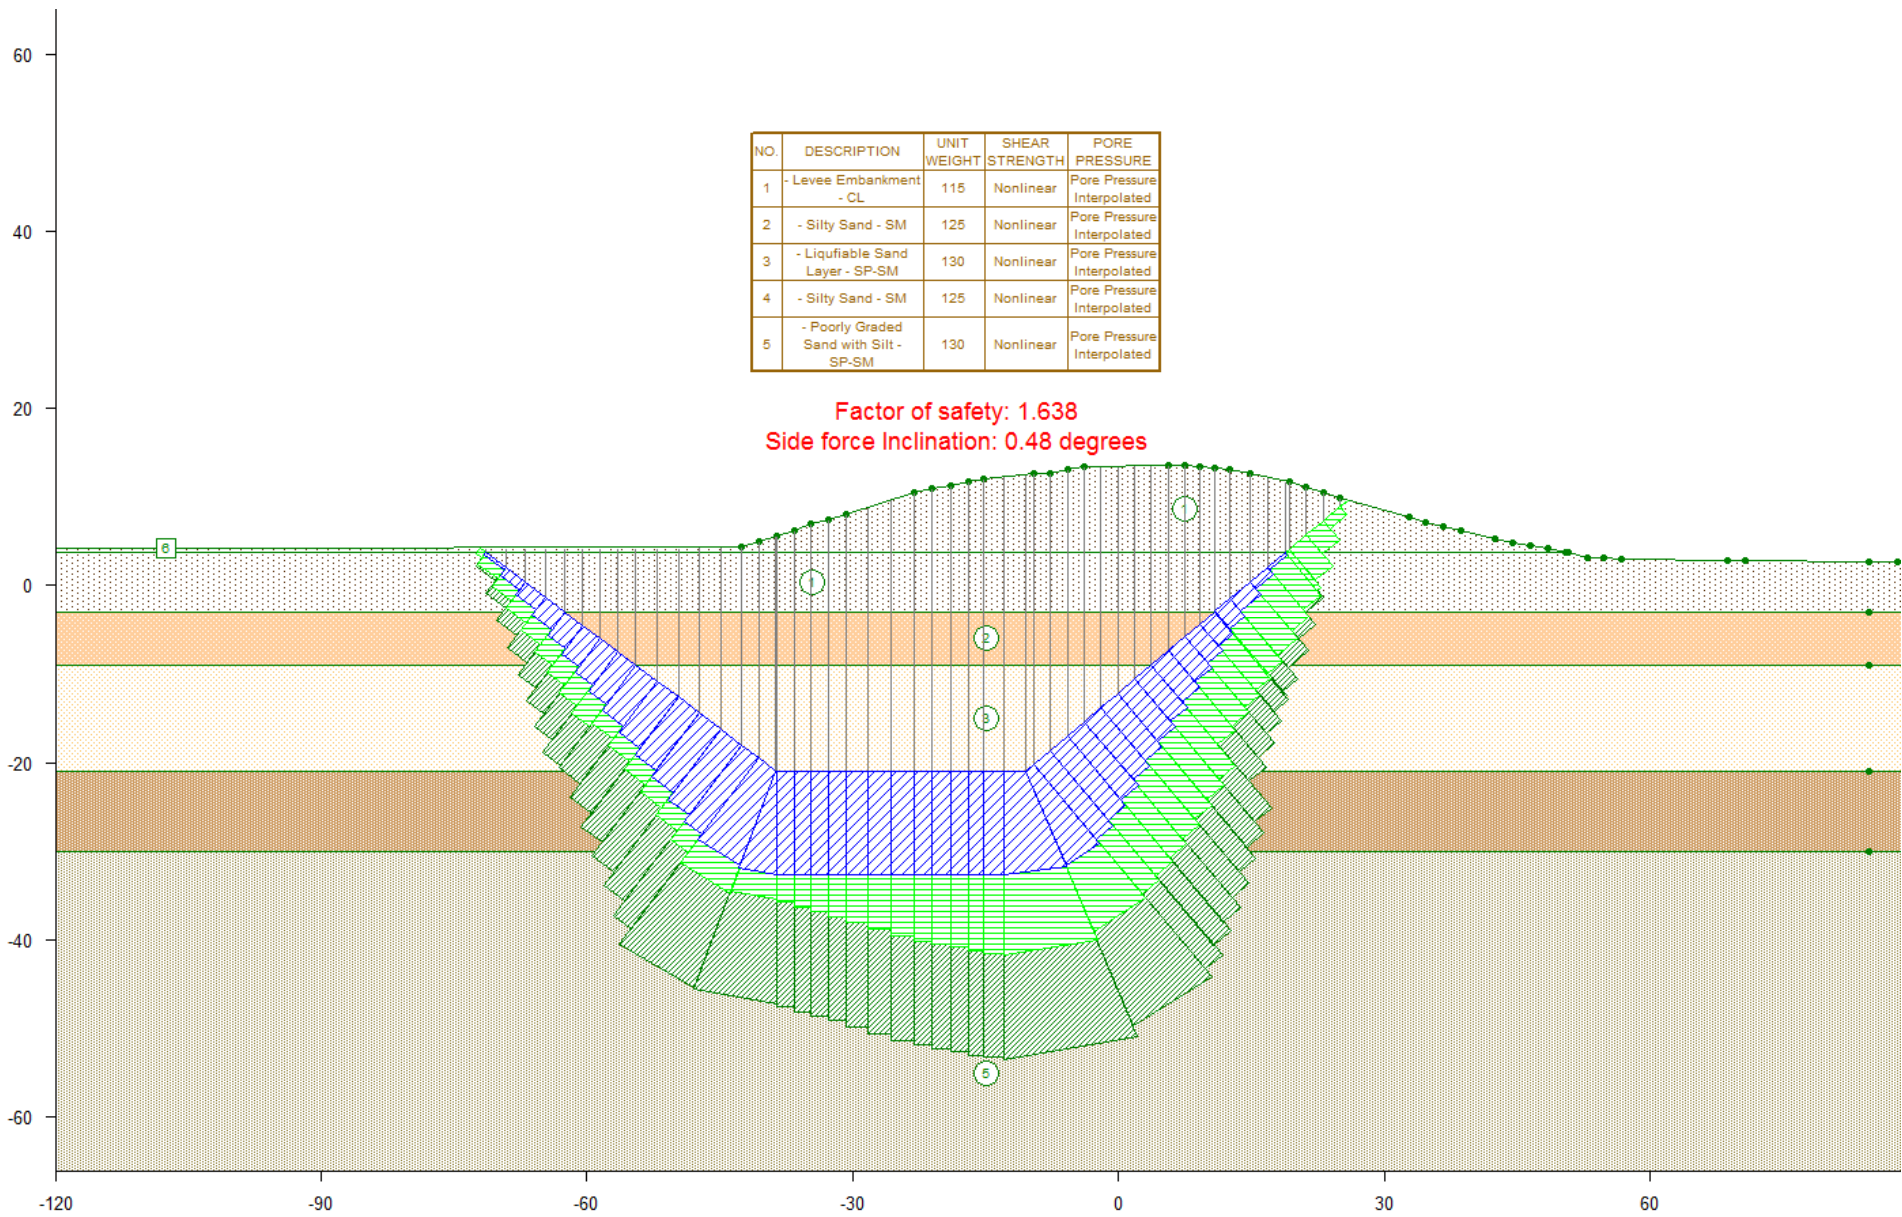 60
40
20
0
-20
-40
-60
-120
-90
-60
-30
0
30
60
NO.
DESCRIPTION
UNIT
WEIGHT
SHEAR
STRENGTH
PORE
PRESSURE
1
- Levee Embankment
- CL
115
Nonlinear
Pore Pressure
Interpolated
2
- Silty Sand - SM
125
Nonlinear
Pore Pressure
Interpolated
3
- Liqufiable Sand
Layer - SP-SM
130
Nonlinear
Pore Pressure
Interpolated
4
- Silty Sand - SM
125
Nonlinear
Pore Pressure
Interpolated
5
- Poorly Graded
Sand with Silt -
SP-SM
130
Nonlinear
Pore Pressure
Interpolated
Factor of safety: 1.638
Side force Inclination: 0.48 degrees
1
6
1
2
3
5